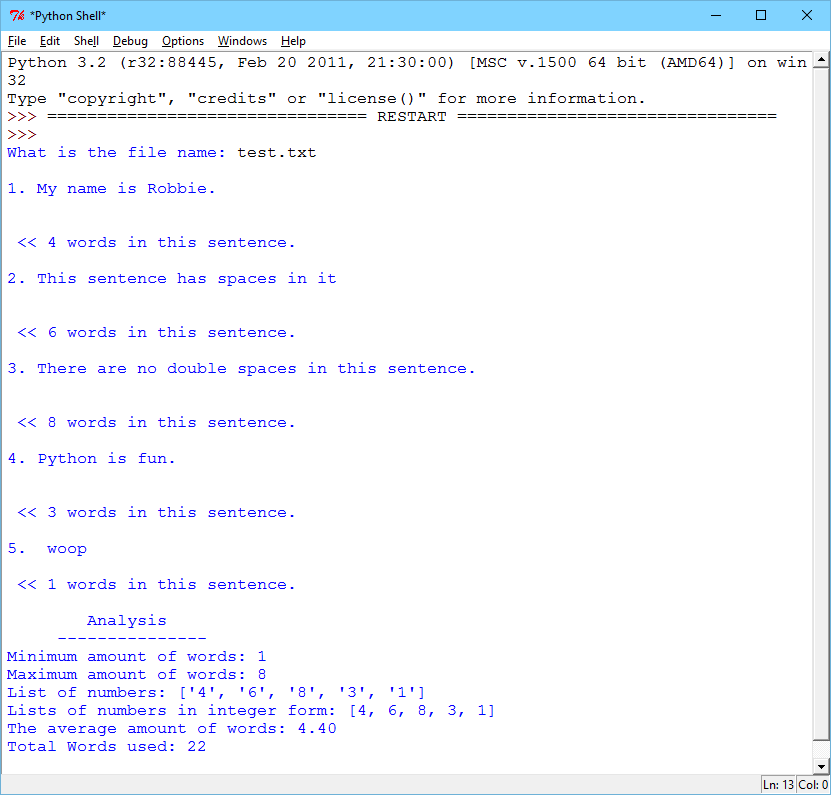 *Python Shell*
File Edit Shell Debug Options Windows Help
Python 3.2 (r32:88445, Feb 20 2011, 21:30:00) [MSC v.1500 64 bit (AMD64)] on win
32
Type "copyright", "credits" or "license()" for more information.
>>> ================================ RESTART ================================
>>>
What is the file name: test.txt
1. My name is Robbie.
<< 4 words in this sentence.
2. This sentence has spaces in it
<< 6 words in this sentence.
3. There are no double spaces in this sentence.
<< 8 words in this sentence.
4. Python is fun.
<< 3 words in this sentence.
5.  woop
<< 1 words in this sentence.
Analysis
---------------
Minimum amount of words: 1
Maximum amount of words: 8
List of numbers: ['4', '6', '8', '3', '1']
Lists of numbers in integer form: [4, 6, 8, 3, 1]
The average amount of words: 4.40
Total Words used: 22
Ln: 13 Col: 0